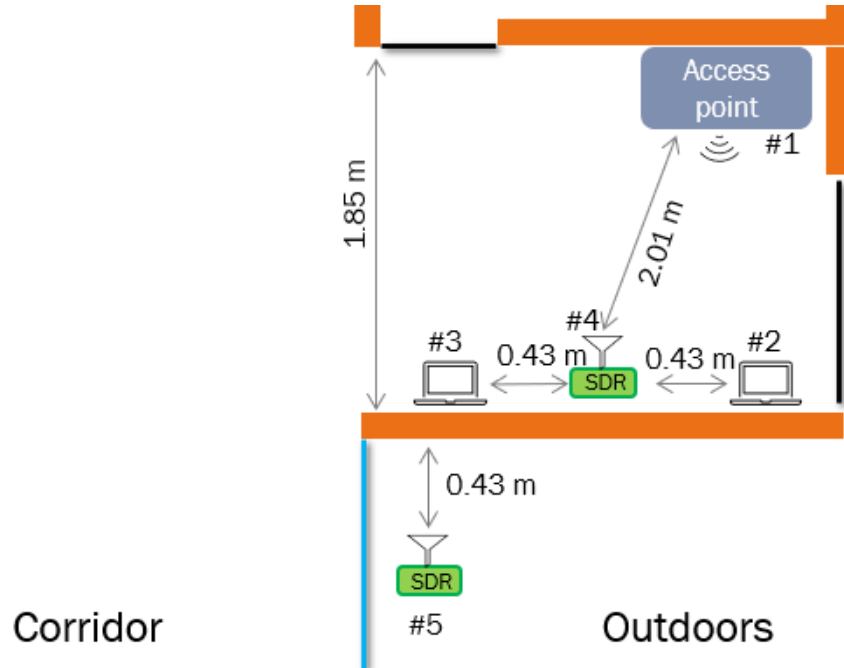 Access
point
#1
1.85 m
2.01 m
#4
#3
#2
0.43 m
0.43 m
SDR
0.43 m
SDR
#5
Corridor
Outdoors